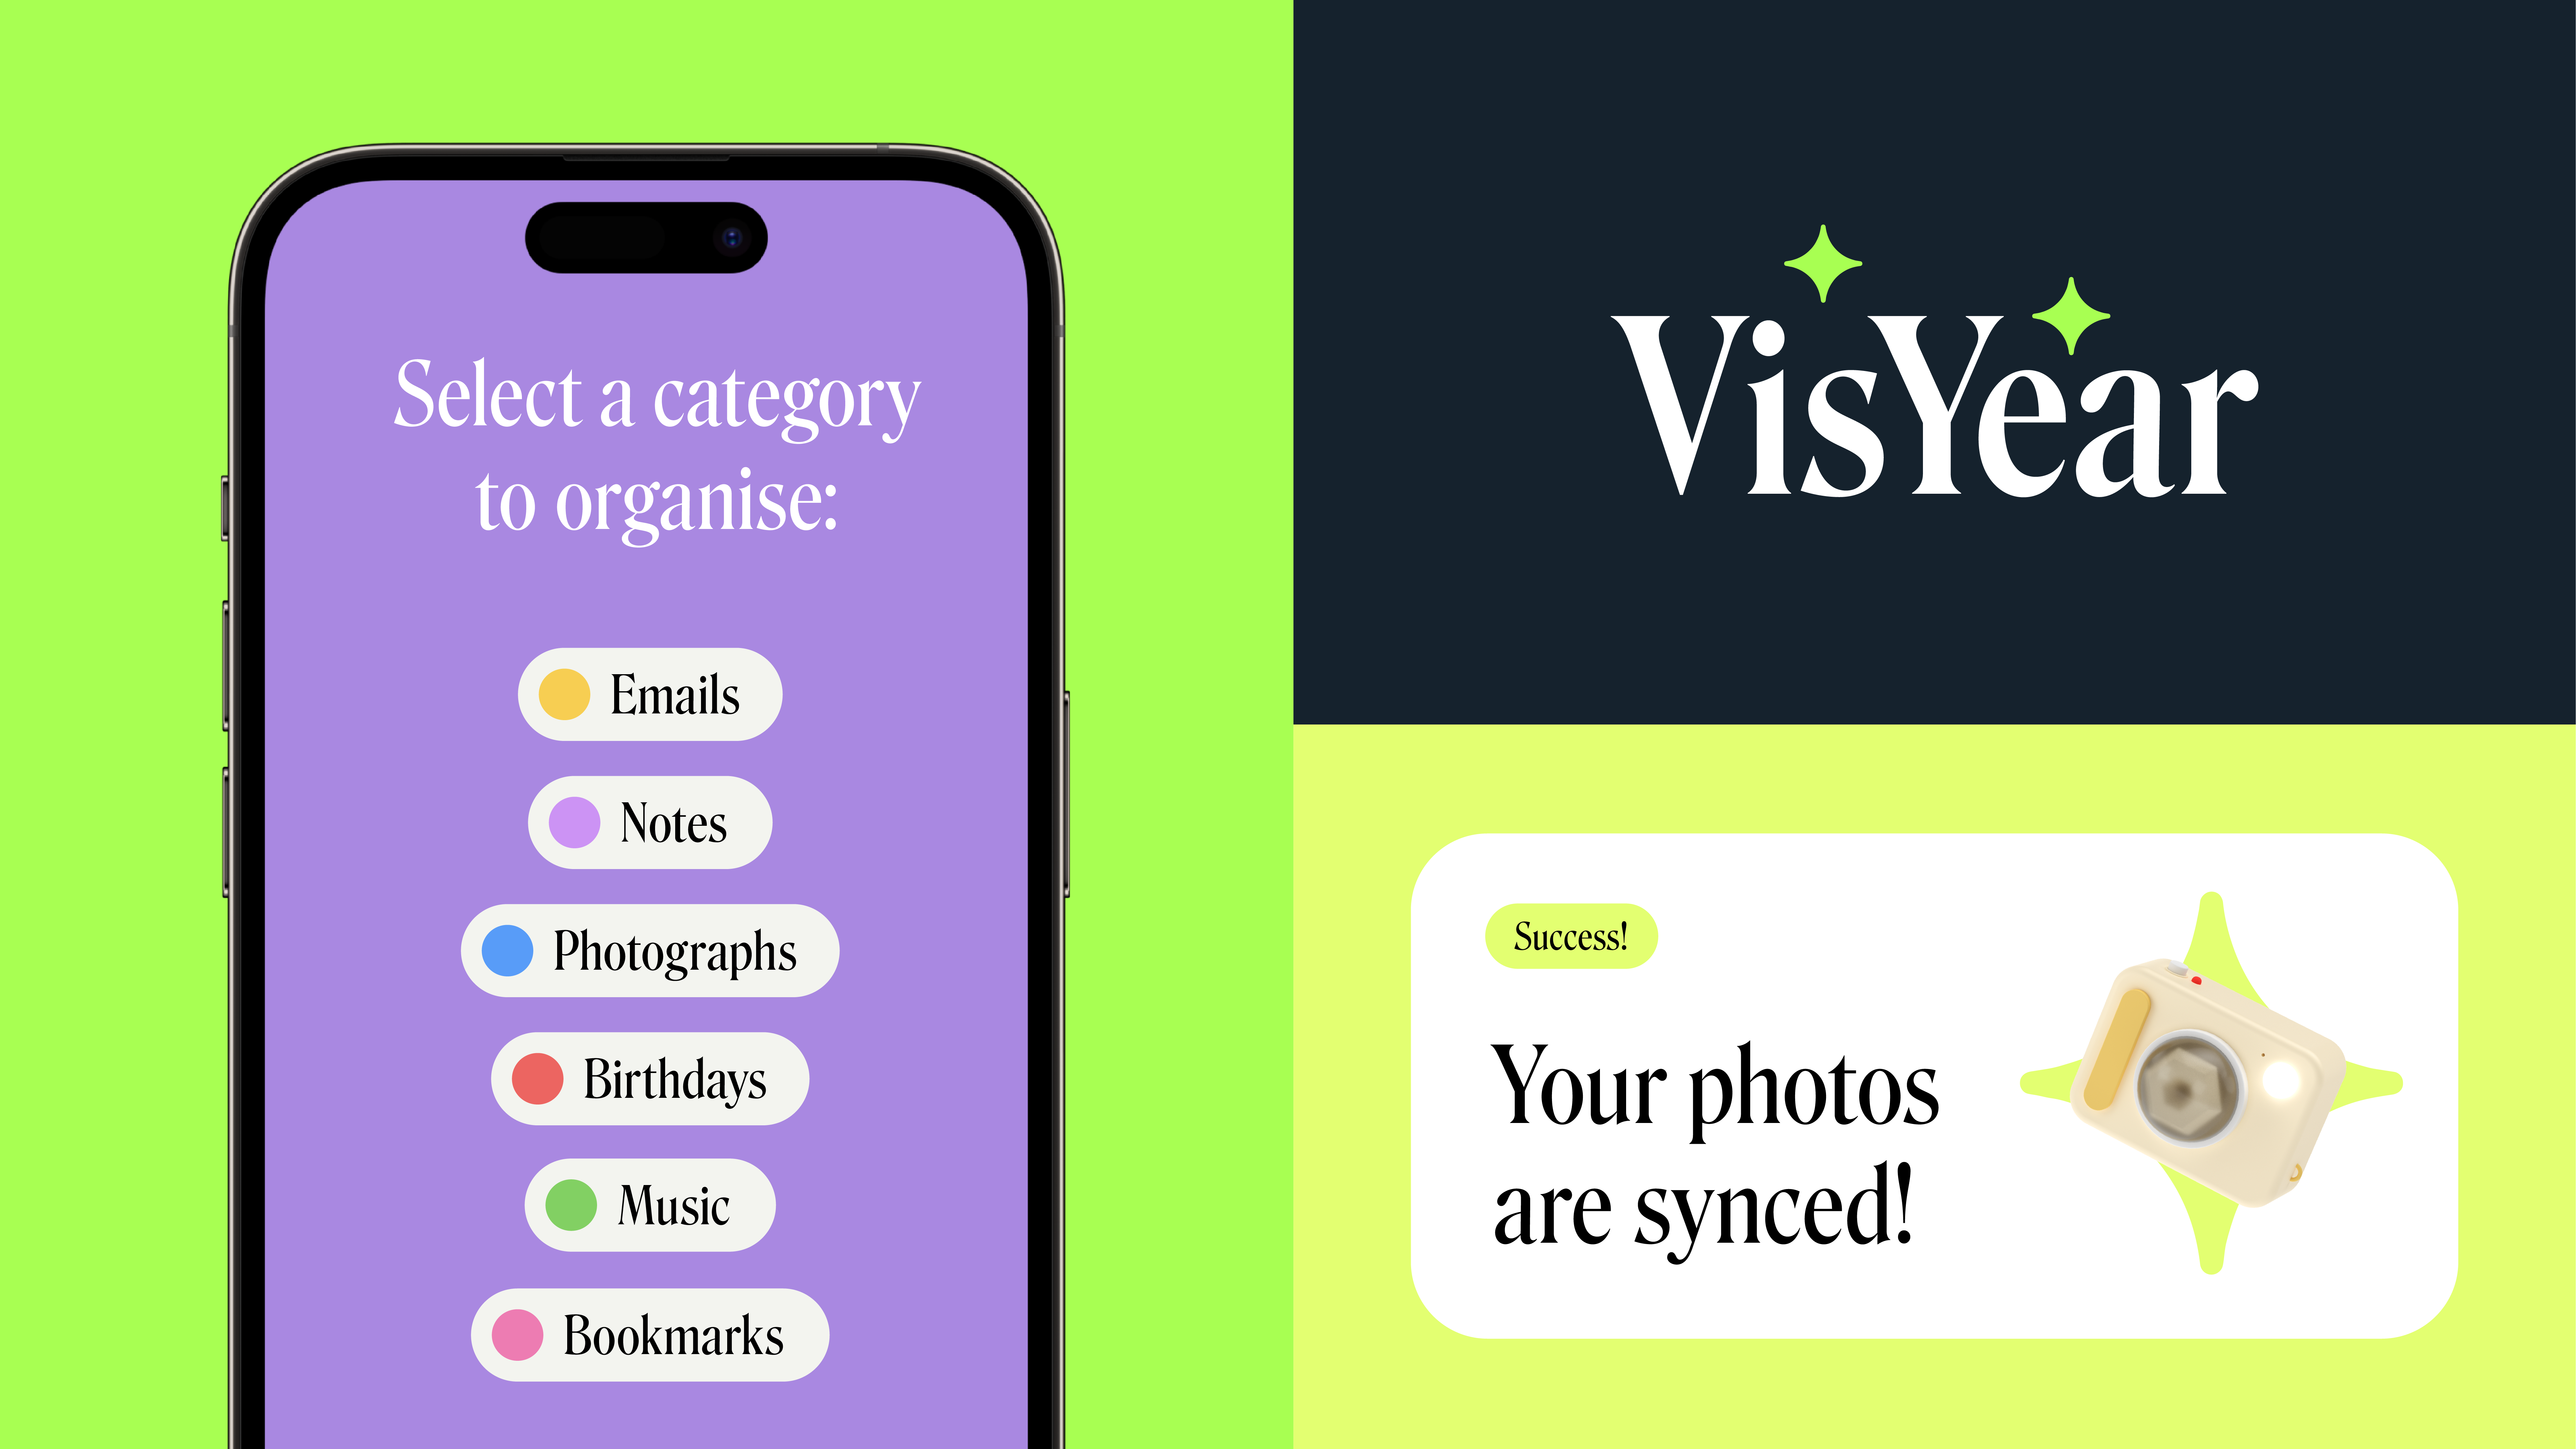 Select a category
to organise:
Emails
Notes
Photographs
Birthdays
Music
Bookmarks
VisYear
Success!
Your photos
are synced!